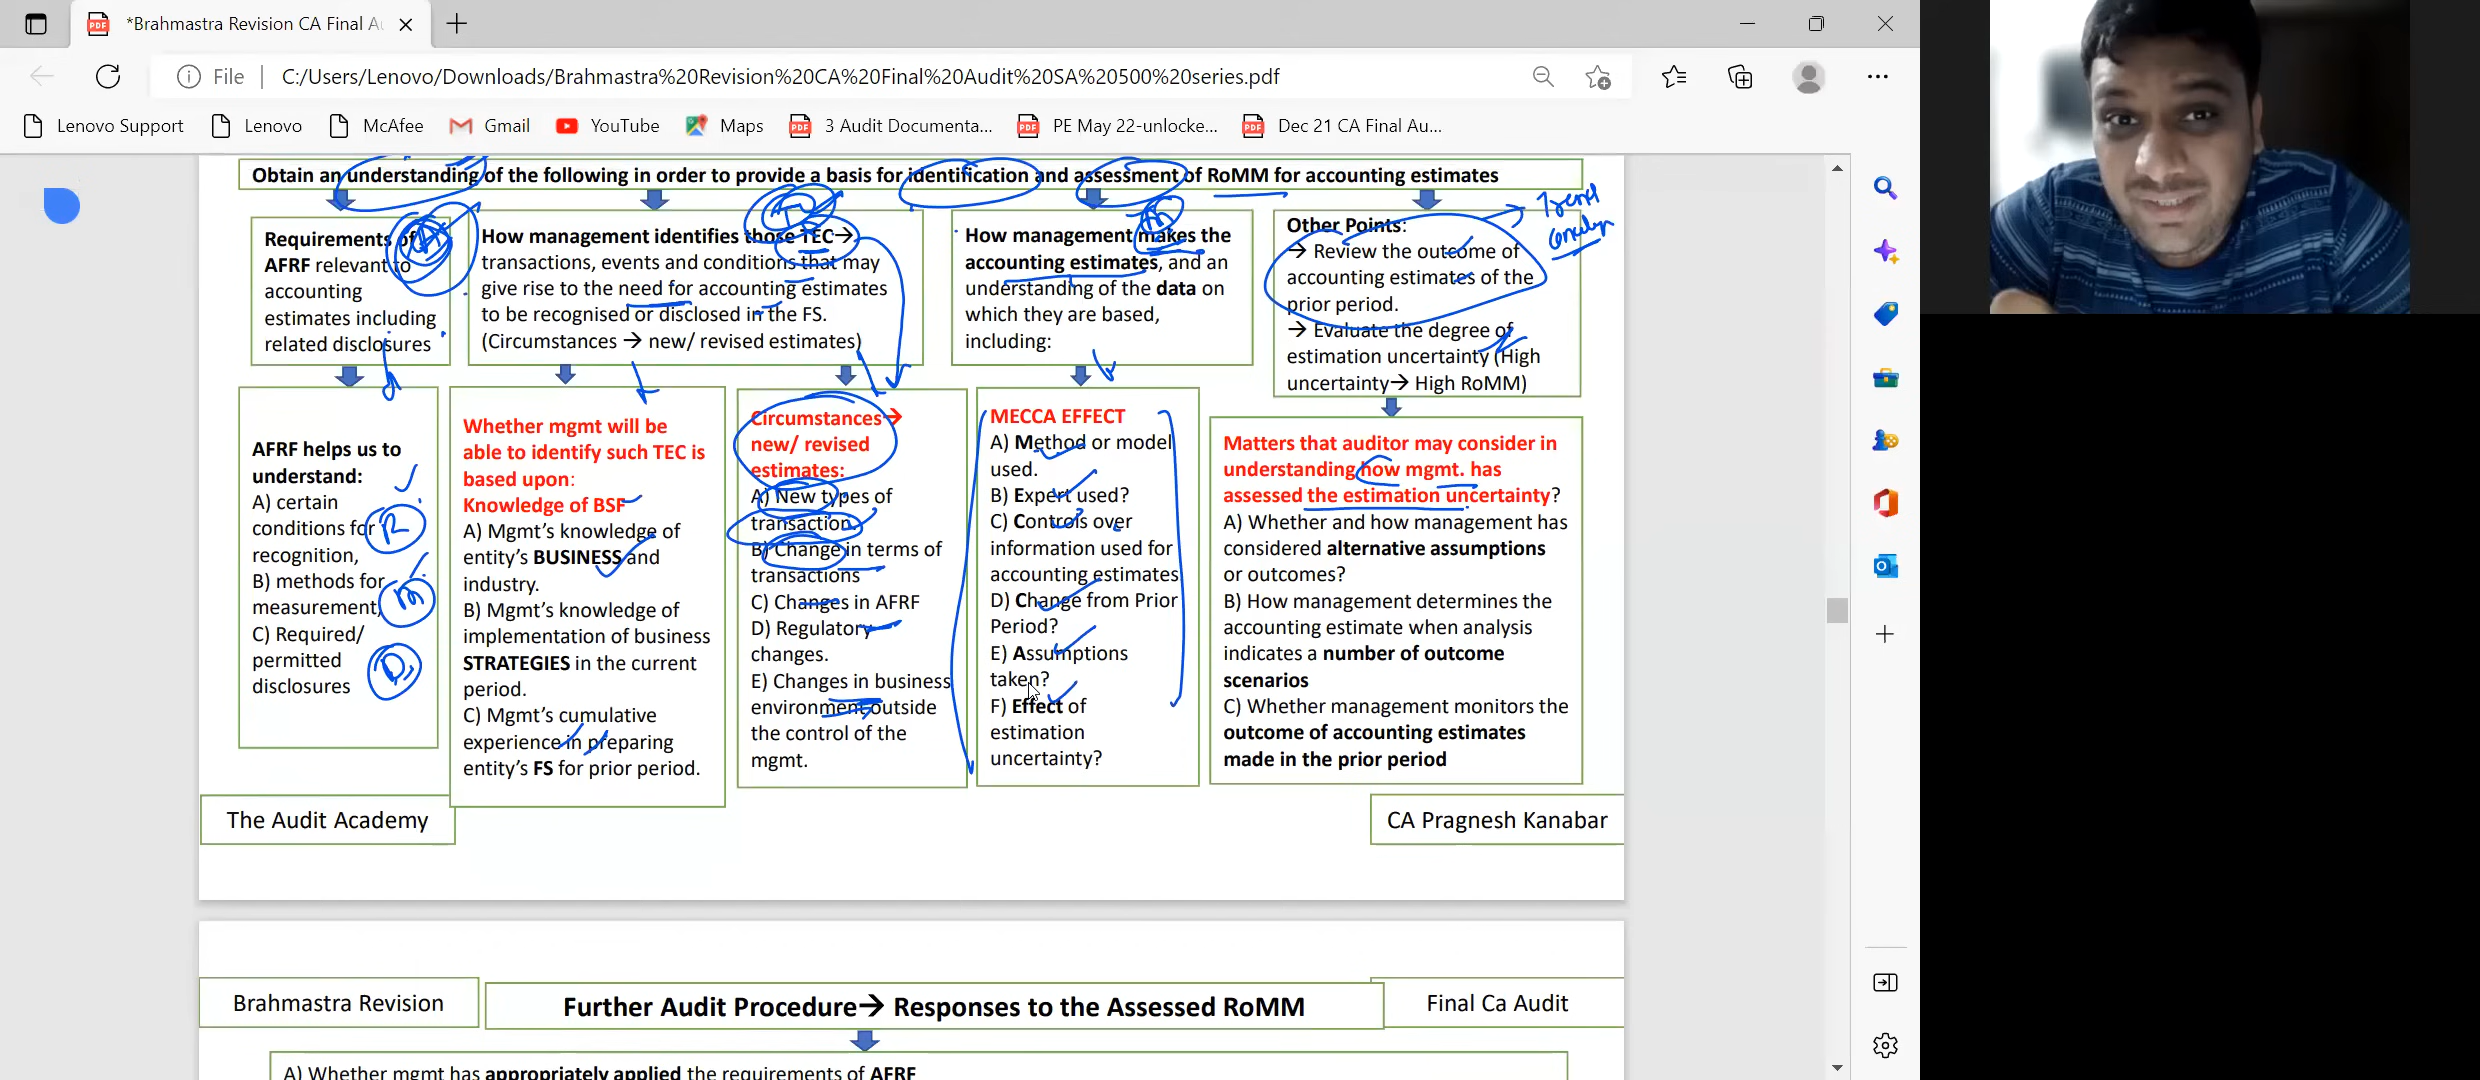 *Brahmastra Revision CA Final Au
File
C:/Users/Lenovo/Downloads/Brahmastra%20Revision%20CA%20Final%20Audit%20SA%20500%20series.pdf
Lenovo Support
Lenovo
McAfee
Gmail
YouTube
Maps
3 Audit Documenta...
PE May 22-unlocke...
Dec 21 CA Final Au...
Obtain an understanding of the following in order to provide a basis for identification and assessment of RoMM for accounting estimates
Requirements of
AFRF relevant to
accounting
estimates including
related disclosures
How management identifies those TEC→
transactions, events and conditions that may
give rise to the need for accounting estimates
to be recognised or disclosed in the FS.
(Circumstances → new/ revised estimates)
How management makes the
accounting estimates, and an
understanding of the data on
which they are based,
including:
Other Points:
→ Review the outcome of
accounting estimates of the
prior period.
→ Evaluate the degree of
estimation uncertainty (High
uncertainty→ High RoMM)
Trend
AFRF helps us to
understand:
A) certain
conditions for
recognition,
B) methods for
measurement,
C) Required/
permitted
disclosures
R
M
D
Whether mgmt will be
able to identify such TEC is
based upon:
Knowledge of BSF
A) Mgmt's knowledge of
entity's BUSINESS and
industry.
B) Mgmt's knowledge of
implementation of business
STRATEGIES in the current
period.
C) Mgmt's cumulative
experience in preparing
entity's FS for prior period.
Circumstances→
new/ revised
estimates:
A) New types of
transaction.
B) Change in terms of
transactions
C) Changes in AFRF
D) Regulatory
changes.
E) Changes in business
environment outside
the control of the
mgmt.
MECCA EFFECT
A) Method or model
used.
B) Expert used?
C) Controls over
information used for
accounting estimates
D) Change from Prior
Period?
E) Assumptions
taken?
F) Effect of
estimation
uncertainty?
Matters that auditor may consider in
understanding how mgmt. has
assessed the estimation uncertainty?
A) Whether and how management has
considered alternative assumptions
or outcomes?
B) How management determines the
accounting estimate when analysis
indicates a number of outcome
scenarios
C) Whether management monitors the
outcome of accounting estimates
made in the prior period
The Audit Academy
CA Pragnesh Kanabar
Brahmastra Revision
Further Audit Procedure→ Responses to the Assessed RoMM
Final Ca Audit
A) Whether mgmt has appropriately applied the requirements of AFRF